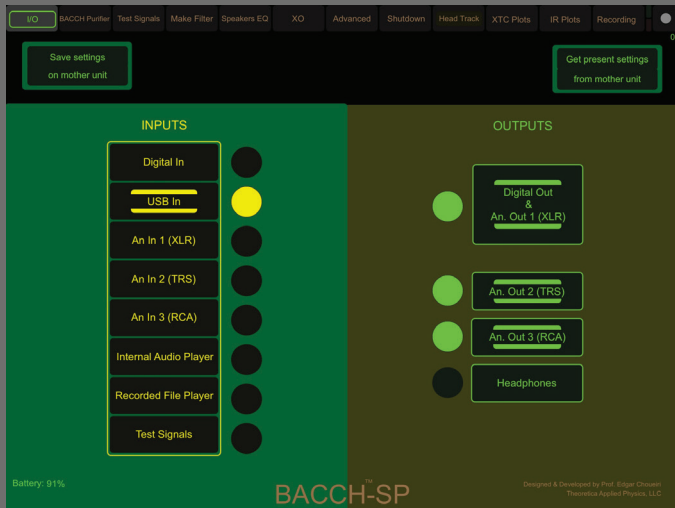 I/O BACCH Purifier Test Signals Make Filter Speakers EQ XO Advanced Shutdown Head Track XTC Plots IR Plots Recording
0
Save settings
on mother unit
Get present settings
from mother unit
INPUTS
Digital In
USB In
An In 1 (XLR)
An In 2 (TRS)
An In 3 (RCA)
Internal Audio Player
Recorded File Player
Test Signals
OUTPUTS
Digital Out
&
An. Out 1 (XLR)
An. Out 2 (TRS)
An. Out 3 (RCA)
Headphones
Battery: 91%
BACCH™-SP
Designed & Developed by Prof. Edgar Choueiri
Theoretica Applied Physics, LLC